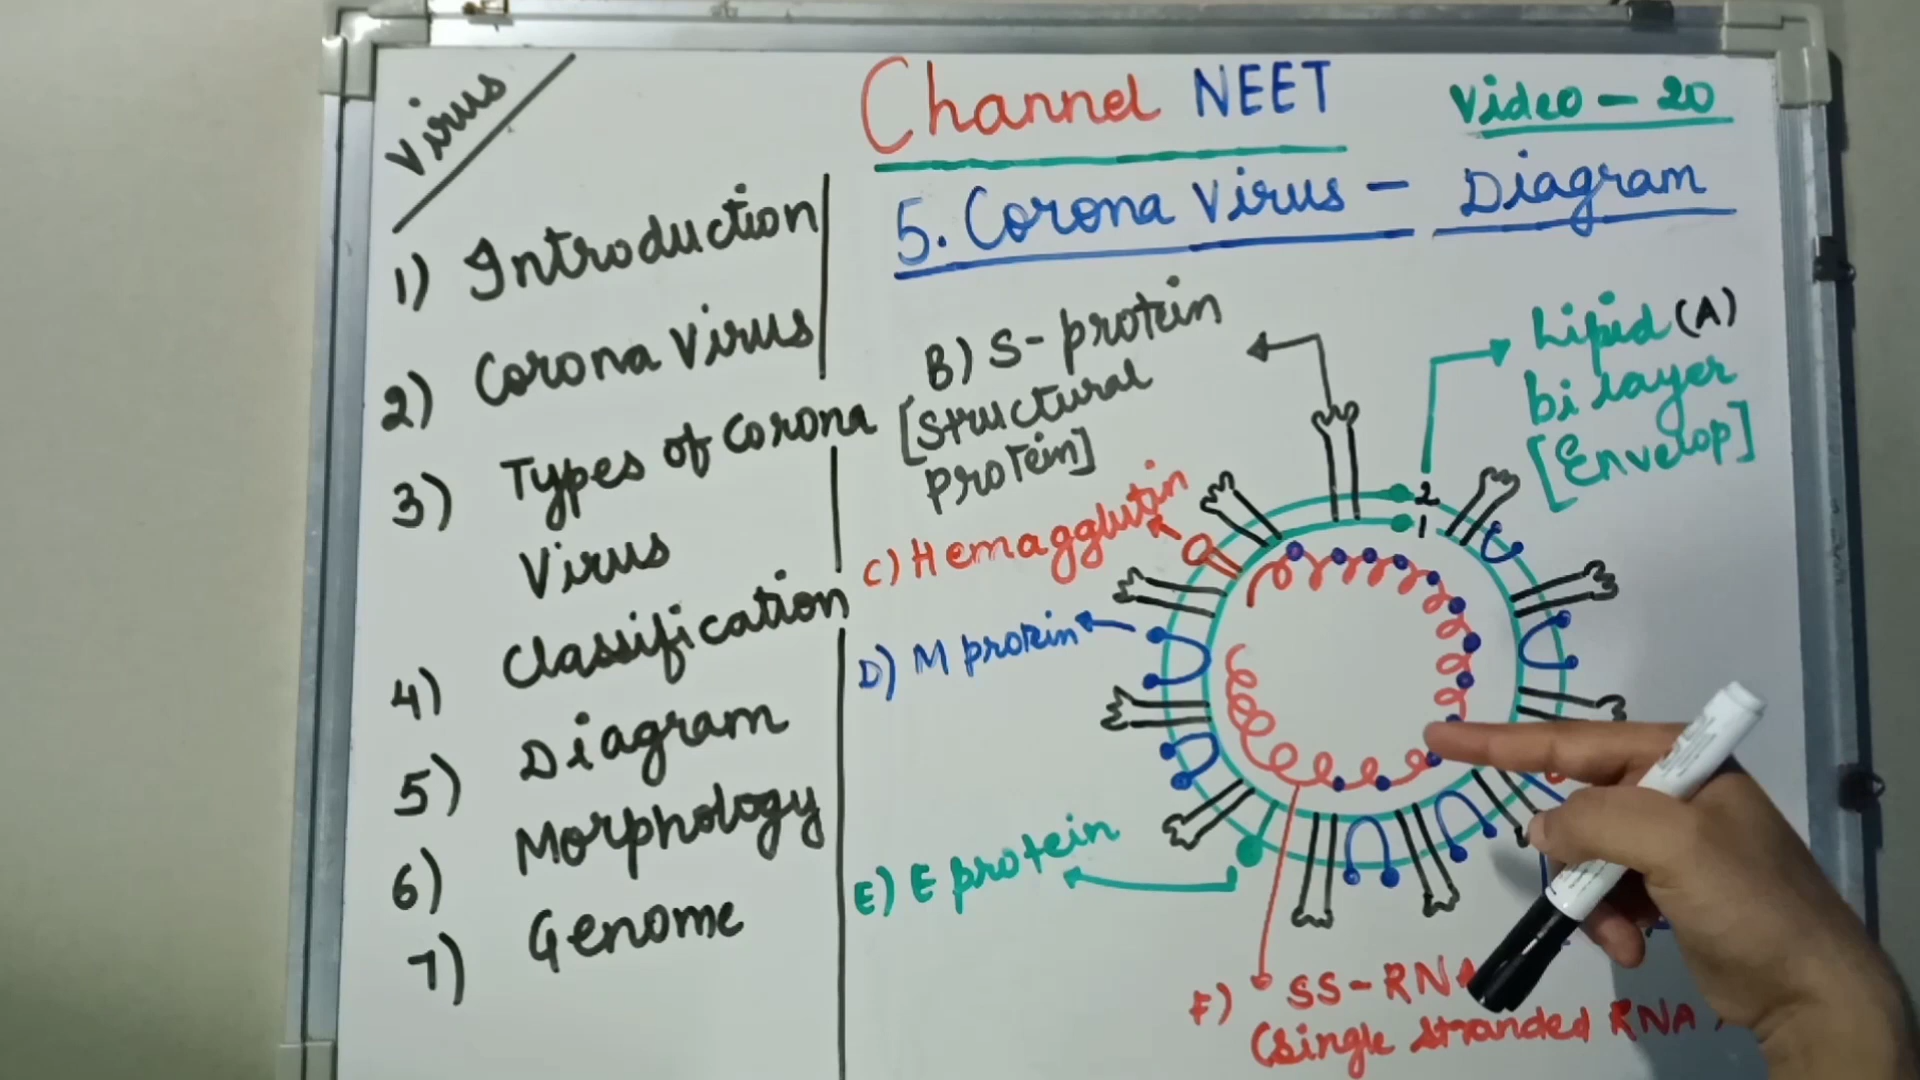 Virus
1) Introduction
2) Corona Virus
3) Types of Corona
Virus
4) Classification
5) Diagram
6) Morphology
7) Genome
Channel NEET
Video - 20
5. Corona Virus - Diagram
B) S-protein
[Structural
protein]
Lipid (A)
bi layer
[Envelop]
2
1
C) Hemagglutin
D) M protein
E) E protein
F) SS-RNA
(Single stranded RNA)